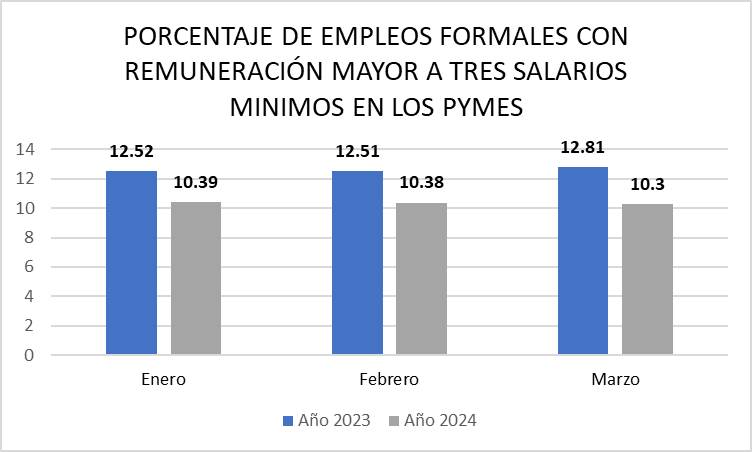 PORCENTAJE DE EMPLEOS FORMALES CON
REMUNERACIÓN MAYOR A TRES SALARIOS
MINIMOS EN LOS PYMES
14
12
10
8
6
4
2
0
12.52
10.39
12.51
10.38
12.81
10.3
Enero
Febrero
Marzo
Año 2023
Año 2024